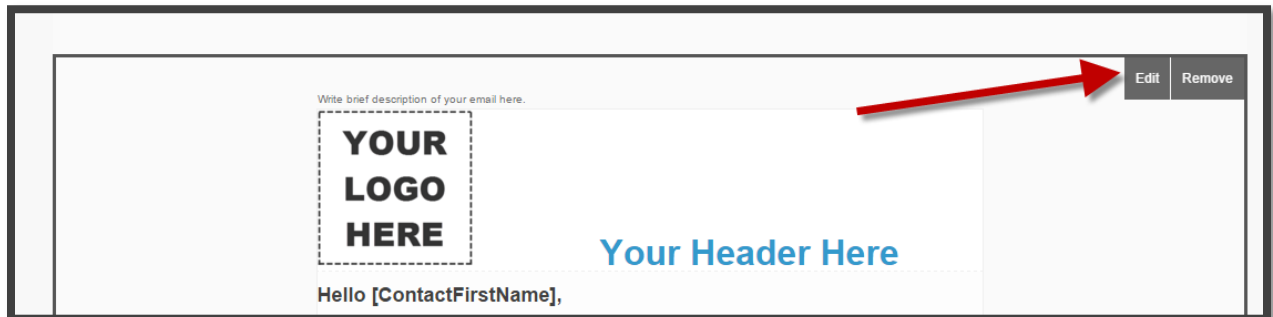 Edit Remove
Write brief description of your email here.
YOUR
LOGO
HERE
Your Header Here
Hello [ContactFirstName],